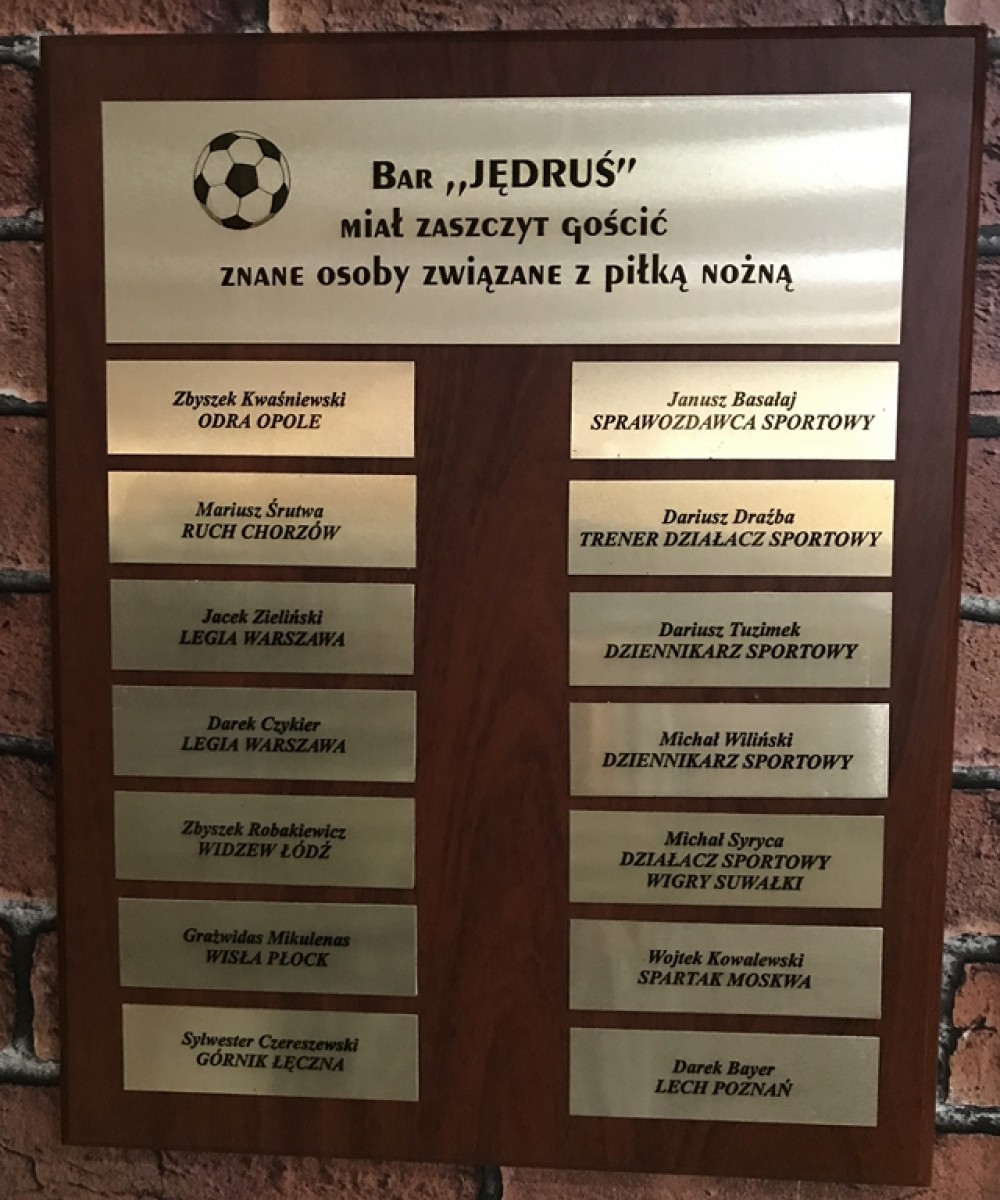 Bar ,,JĘDRUŚ"
miał zaszczyt gościć
znane osoby związane z piłką nożną
Zbyszek Kwaśniewski
ODRA OPOLE
Mariusz Śrutwa
RUCH CHORZÓW
Jacek Zieliński
LEGIA WARSZAWA
Darek Czykier
LEGIA WARSZAWA
Zbyszek Robakiewicz
WIDZEW ŁÓDŹ
Grażwidas Mikulenas
WISŁA PŁOCK
Sylwester Czereszewski
GÓRNIK ŁĘCZNA
Janusz Basałaj
SPRAWOZDAWCA SPORTOWY
Dariusz Draźba
TRENER DZIAŁACZ SPORTOWY
Dariusz Tuzimek
DZIENNIKARZ SPORTOWY
Michał Wiliński
DZIENNIKARZ SPORTOWY
Michał Syryca
DZIAŁACZ SPORTOWY
WIGRY SUWAŁKI
Wojtek Kowalewski
SPARTAK MOSKWA
Darek Bayer
LECH POZNAŃ